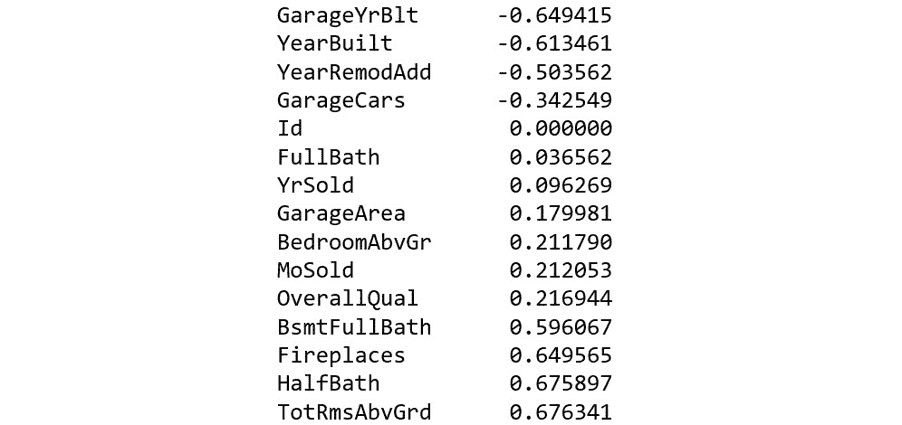 GarageYrBlt -0.649415
YearBuilt -0.613461
YearRemodAdd -0.503562
GarageCars -0.342549
Id 0.000000
FullBath 0.036562
YrSold 0.096269
GarageArea 0.179981
BedroomAbvGr 0.211790
MoSold 0.212053
OverallQual 0.216944
BsmtFullBath 0.596067
Fireplaces 0.649565
HalfBath 0.675897
TotRmsAbvGrd 0.676341